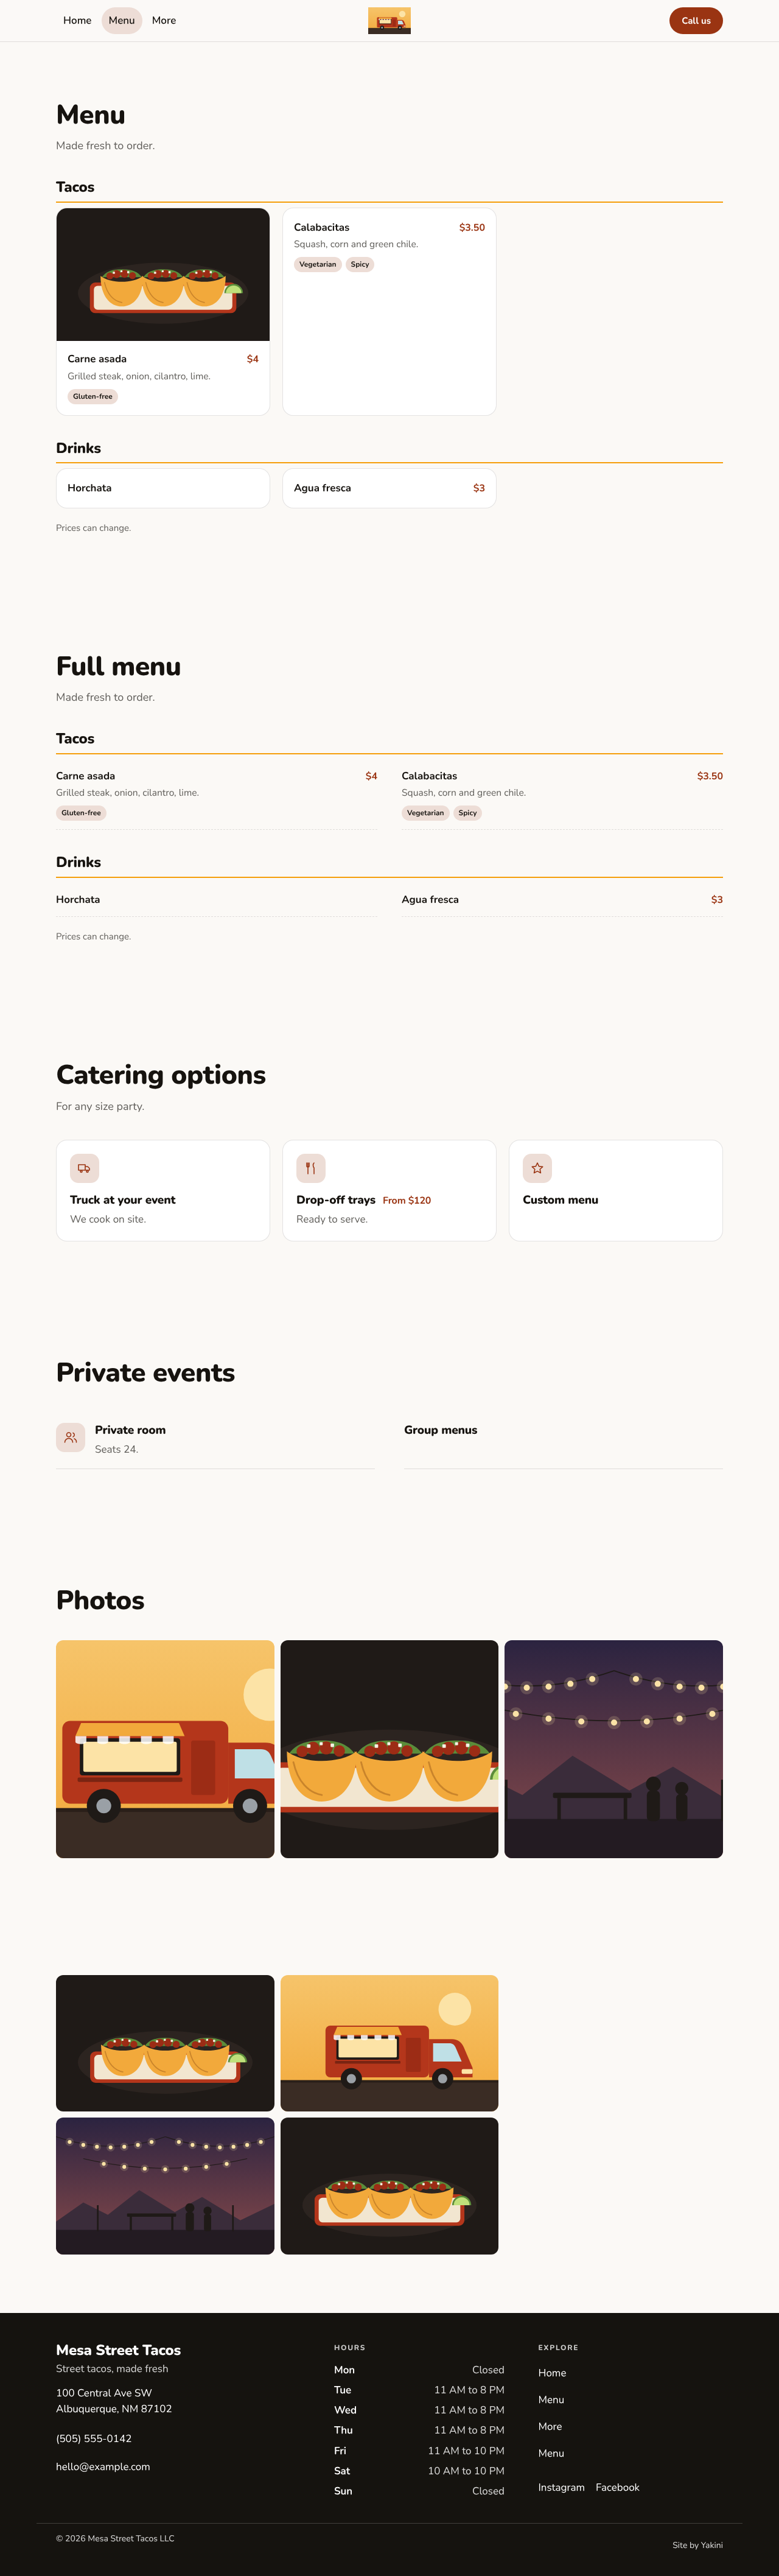 Home Menu More Call us
Menu
Made fresh to order.
Tacos
Carne asada $4
Grilled steak, onion, cilantro, lime.
Gluten-free
Calabacitas $3.50
Squash, corn and green chile.
Vegetarian Spicy
Drinks
Horchata
Agua fresca $3
Prices can change.
Full menu
Made fresh to order.
Tacos
Carne asada $4
Grilled steak, onion, cilantro, lime.
Gluten-free
Calabacitas $3.50
Squash, corn and green chile.
Vegetarian Spicy
Drinks
Horchata
Agua fresca $3
Prices can change.
Catering options
For any size party.
Truck at your event
We cook on site.
Drop-off trays From $120
Ready to serve.
Custom menu
Private events
Private room
Seats 24.
Group menus
Photos
Mesa Street Tacos
Street tacos, made fresh
100 Central Ave SW
Albuquerque, NM 87102
(505) 555-0142
hello@example.com
HOURS
Mon Closed
Tue 11 AM to 8 PM
Wed 11 AM to 8 PM
Thu 11 AM to 8 PM
Fri 11 AM to 10 PM
Sat 10 AM to 10 PM
Sun Closed
EXPLORE
Home
Menu
More
Menu
Instagram Facebook
© 2026 Mesa Street Tacos LLC
Site by Yakini